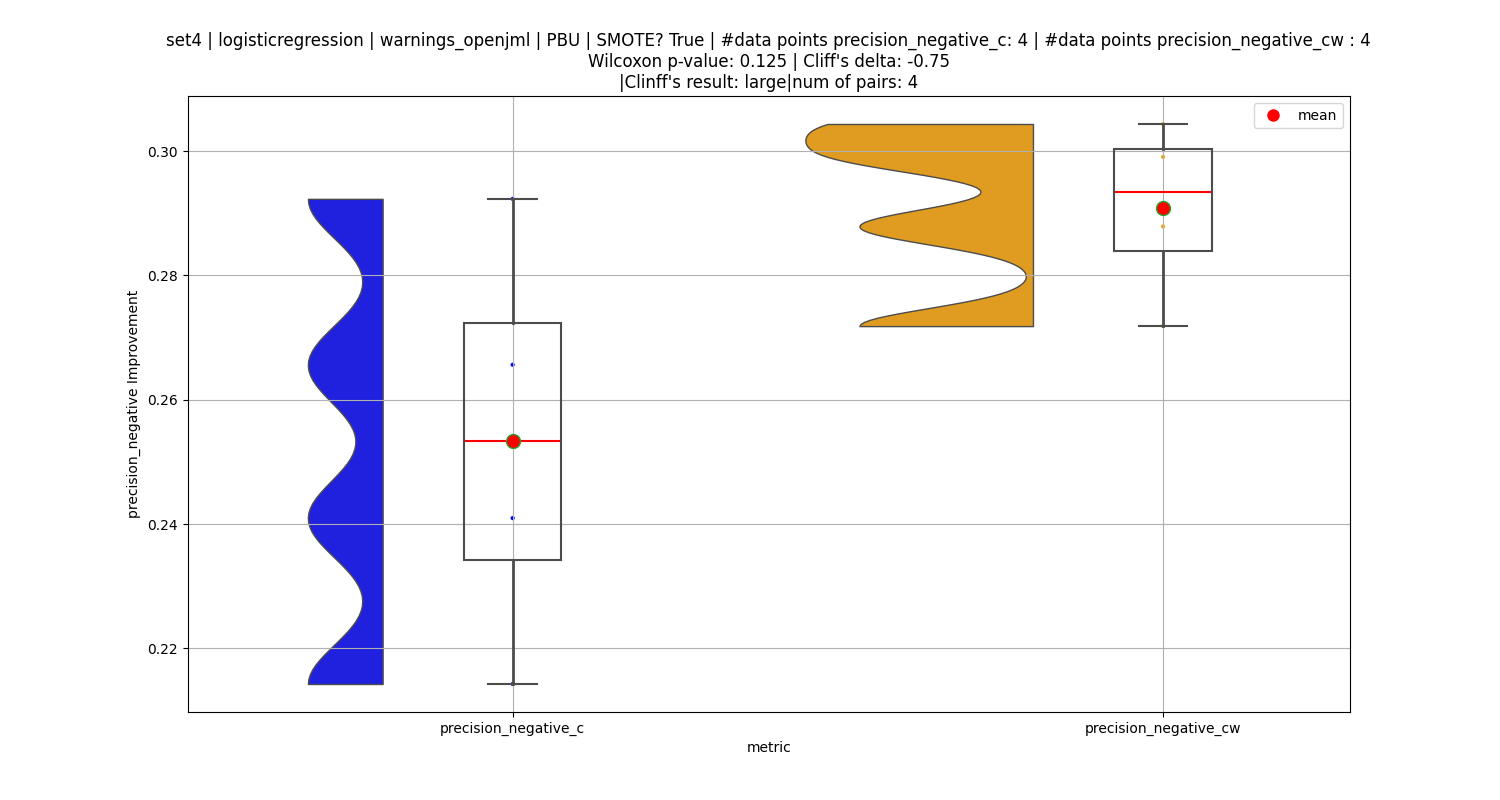 set4 | logisticregression | warnings_openjml | PBU | SMOTE? True | #data points precision_negative_c: 4 | #data points precision_negative_cw : 4
Wilcoxon p-value: 0.125 | Cliff's delta: -0.75
|Clinff's result: large|num of pairs: 4
mean
0.30
0.28
0.26
0.24
0.22
precision_negative Improvement
precision_negative_c
precision_negative_cw
metric